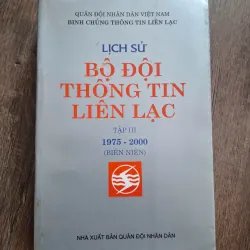 QUÂN ĐỘI NHÂN DÂN VIỆT NAM
BINH CHỦNG THÔNG TIN LIÊN LẠC
LỊCH SỬ
BỘ ĐỘI
THÔNG TIN
LIÊN LẠC
TẬP III
1975 - 2000
(BIÊN NIÊN)
NHÀ XUẤT BẢN QUÂN ĐỘI NHÂN DÂN